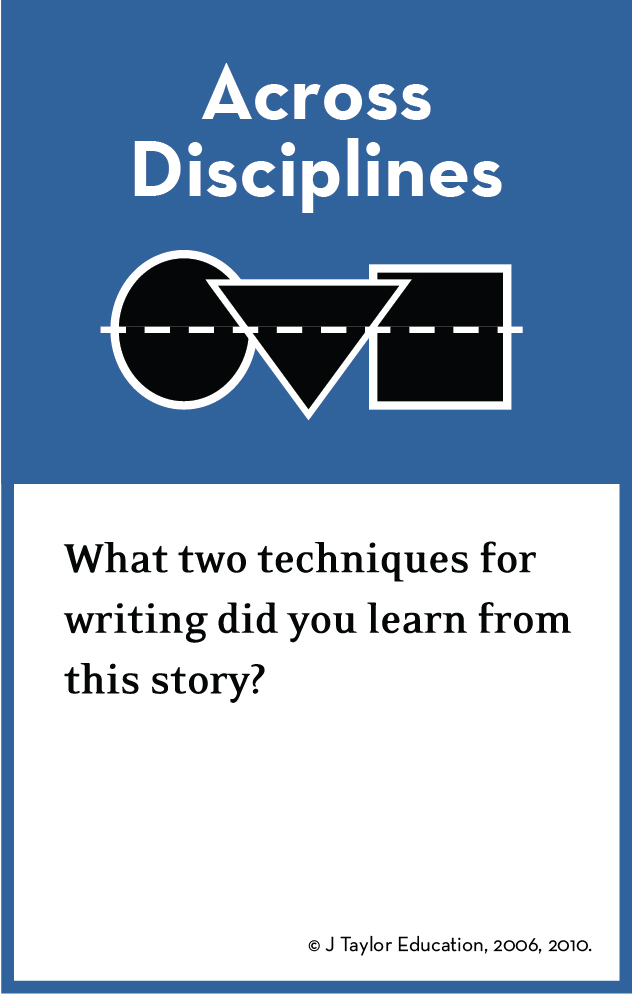 Across
Disciplines
What two techniques for
writing did you learn from
this story?
© J Taylor Education, 2006, 2010.